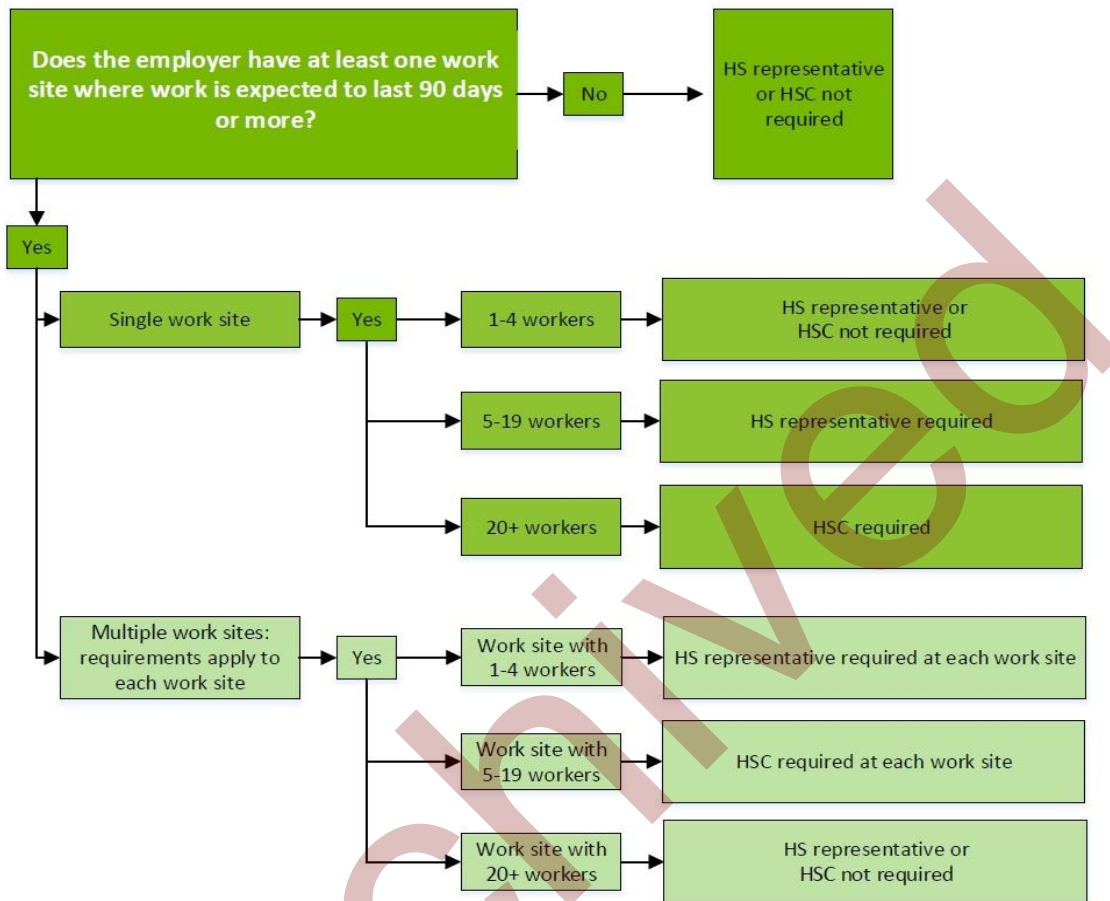 Does the employer have at least one work
site where work is expected to last 90 days
or more?
No
HS representative
or HSC not
required
Yes
Single work site
Yes
1-4 workers
HS representative or
HSC not required
5-19 workers
HS representative required
20+ workers
HSC required
Multiple work sites:
requirements apply to
each work site
Yes
Work site with
1-4 workers
HS representative required at each work site
Work site with
5-19 workers
HSC required at each work site
Work site with
20+ workers
HS representative or
HSC not required
chived